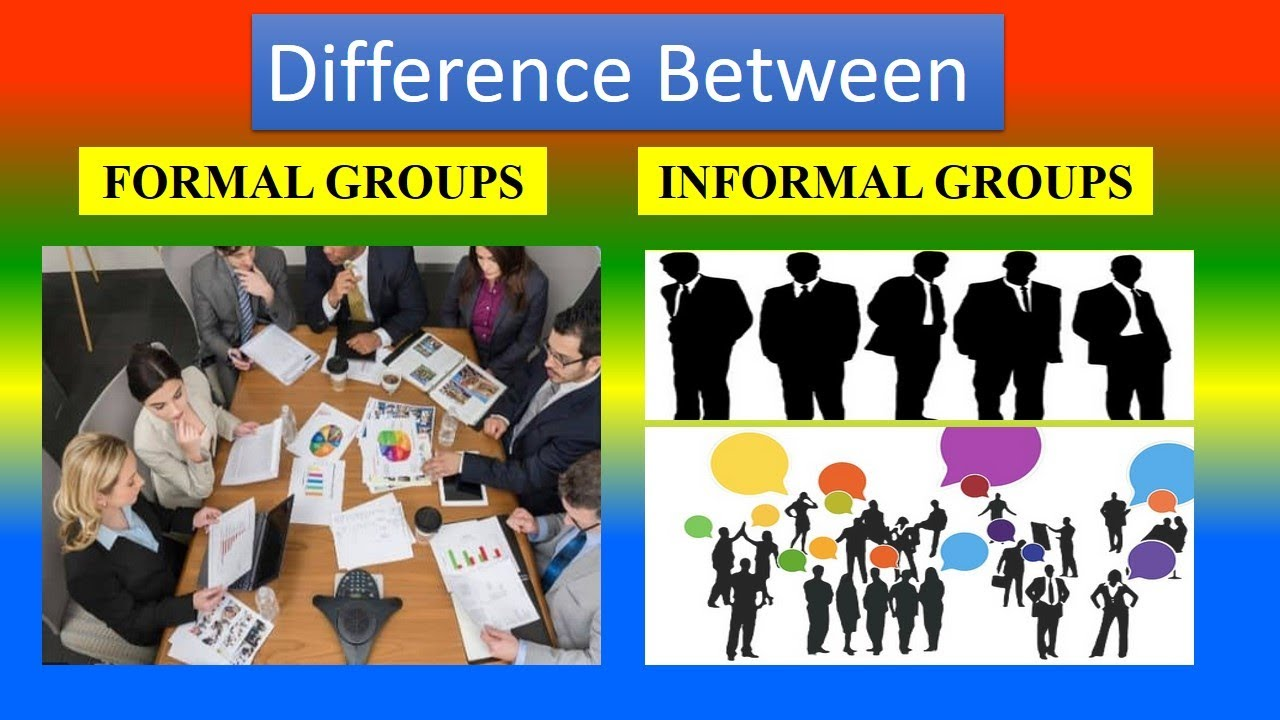 Difference Between
FORMAL GROUPS
INFORMAL GROUPS